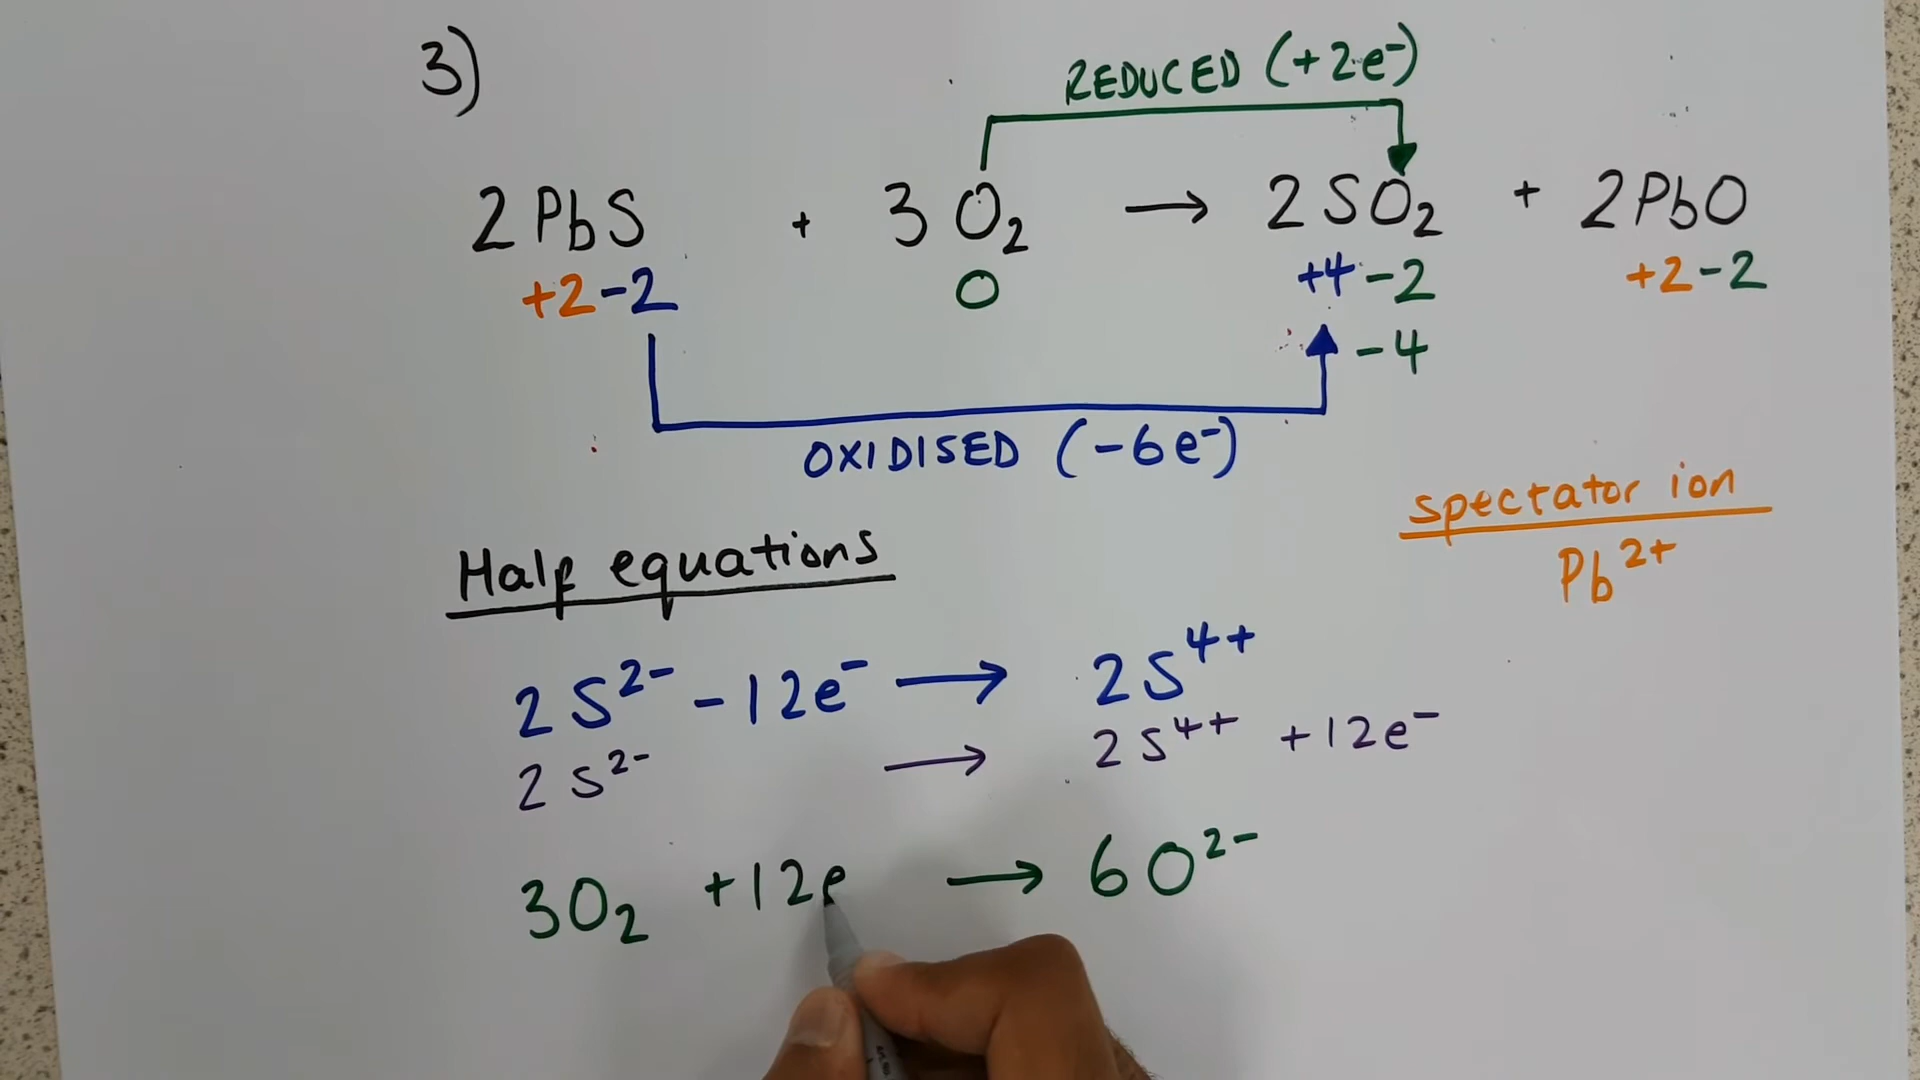 3)
REDUCED (+2e⁻)
2PbS + 3O₂ → 2SO₂ + 2PbO
+2 -2 0 +4 -2 +2 -2
-4
OXIDISED (-6e⁻)
spectator ion
Pb²⁺
Half equations
2S²⁻ -12e⁻ → 2S⁴⁺
2S²⁻ → 2S⁴⁺ +12e⁻
3O₂ +12e → 6O²⁻